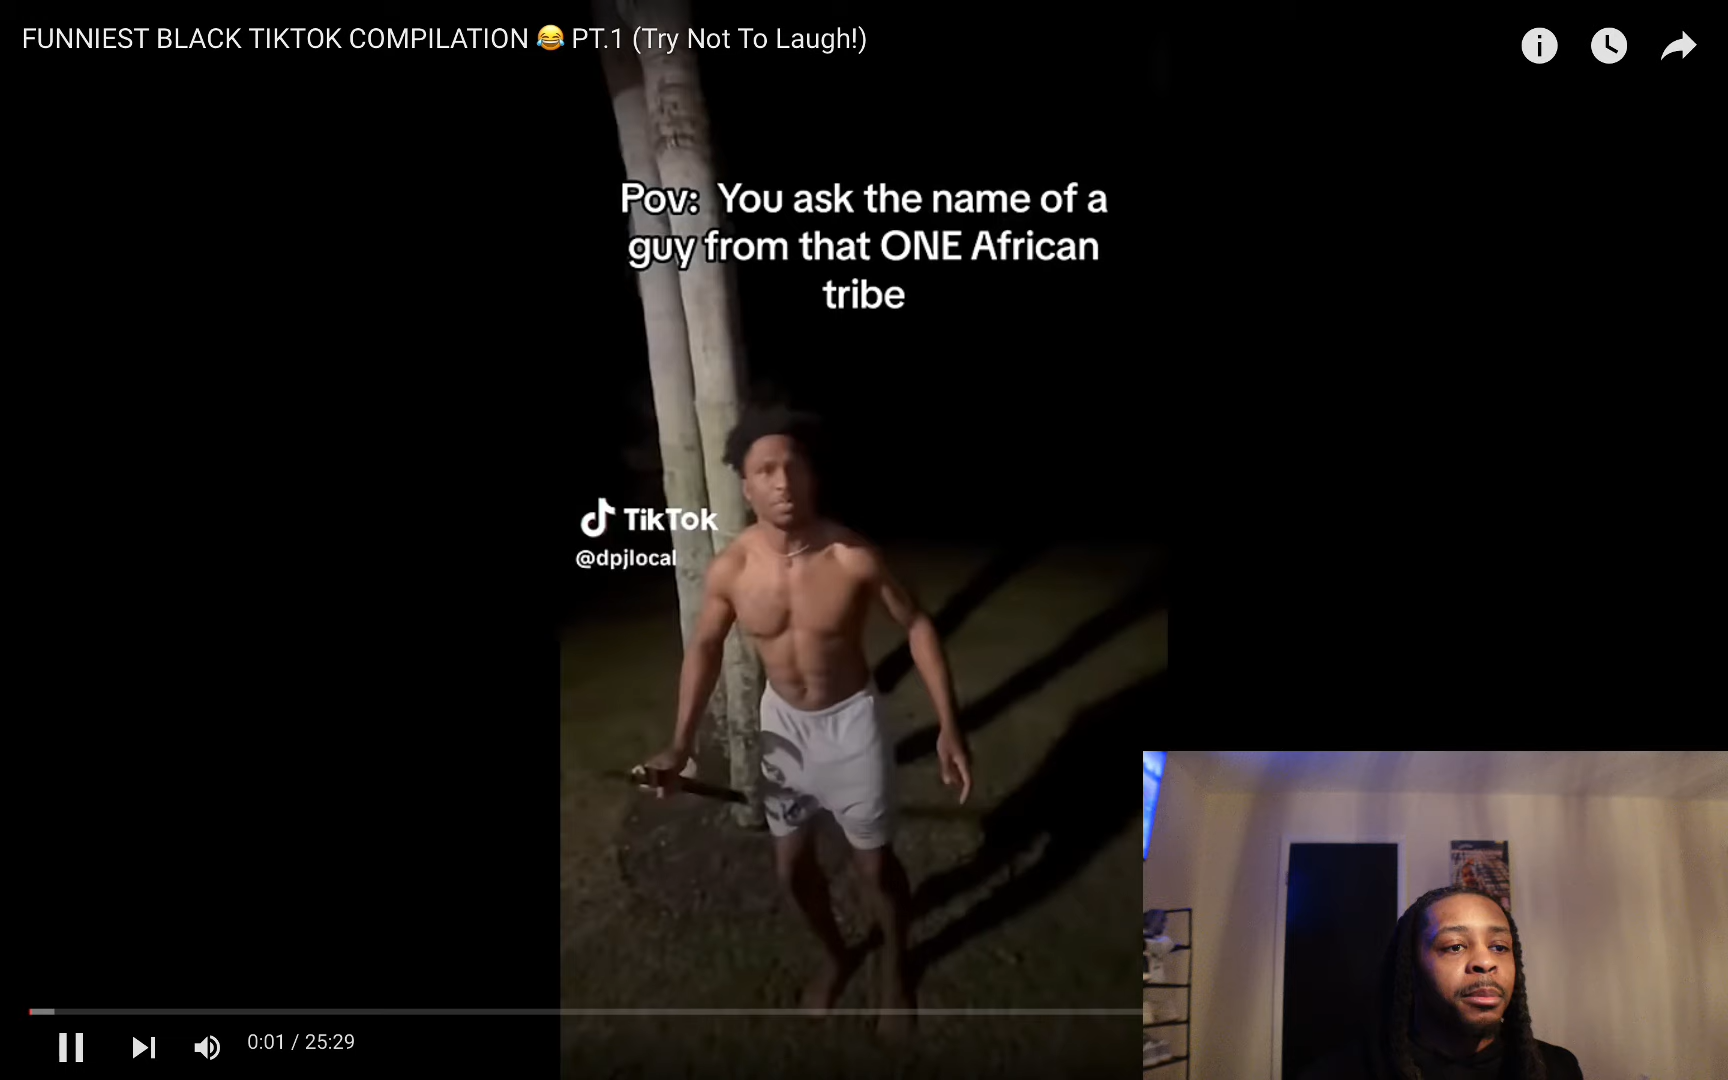 FUNNIEST BLACK TIKTOK COMPILATION 😂 PT.1 (Try Not To Laugh!)
Pov: You ask the name of a
guy from that ONE African
tribe
TikTok
@dpjlocal
0:01 / 25:29